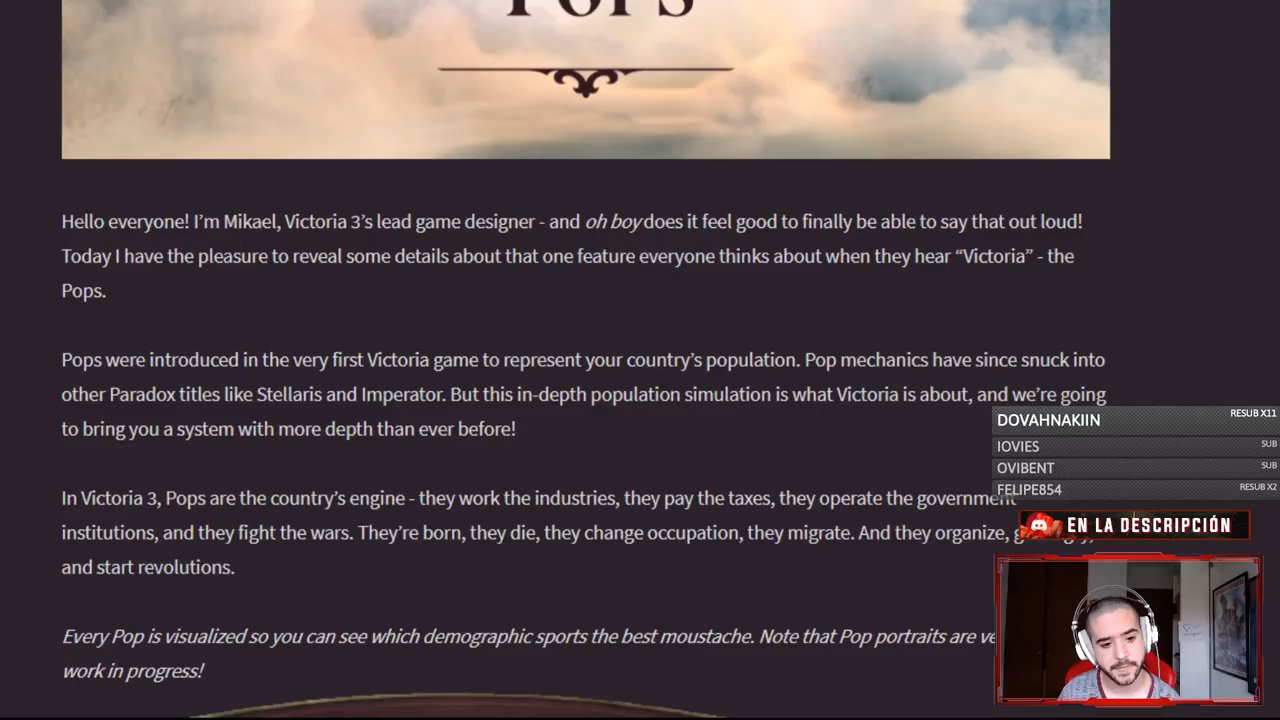 POPS
Hello everyone! I'm Mikael, Victoria 3's lead game designer - and oh boy does it feel good to finally be able to say that out loud!
Today I have the pleasure to reveal some details about that one feature everyone thinks about when they hear “Victoria” - the
Pops.
Pops were introduced in the very first Victoria game to represent your country's population. Pop mechanics have since snuck into
other Paradox titles like Stellaris and Imperator. But this in-depth population simulation is what Victoria is about, and we're going
to bring you a system with more depth than ever before!
In Victoria 3, Pops are the country's engine - they work the industries, they pay the taxes, they operate the government
institutions, and they fight the wars. They're born, they die, they change occupation, they migrate. And they organize,
and start revolutions.
Every Pop is visualized so you can see which demographic sports the best moustache. Note that Pop portraits are
work in progress!
DOVAHNAKIIN RESUB X11
IOVIES SUB
OVIBENT SUB
FELIPE854 RESUB X2
EN LA DESCRIPCIÓN